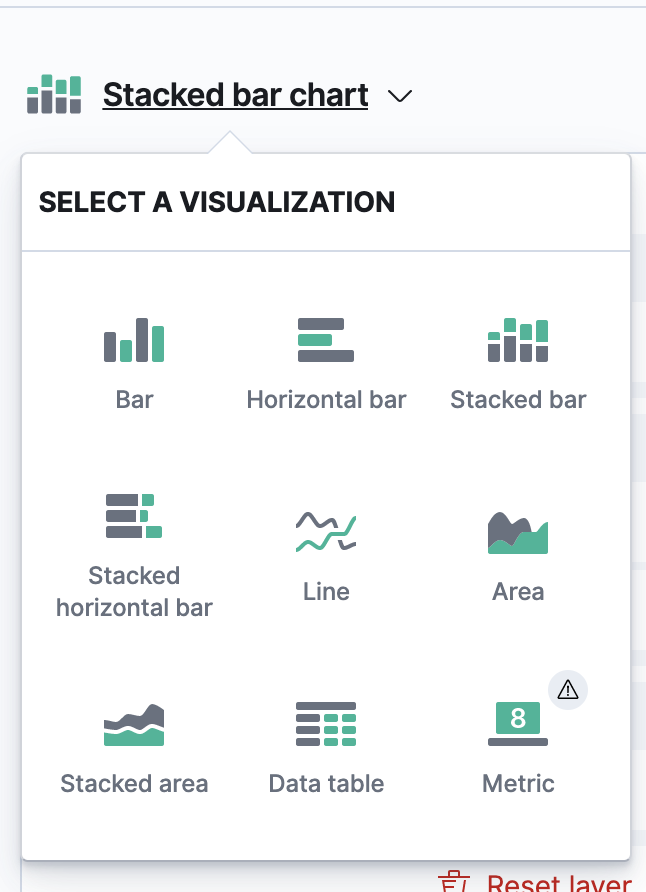 Stacked bar chart
SELECT A VISUALIZATION
Bar
Horizontal bar
Stacked bar
Stacked
horizontal bar
Line
Area
8
Stacked area
Data table
Metric
Reset layer